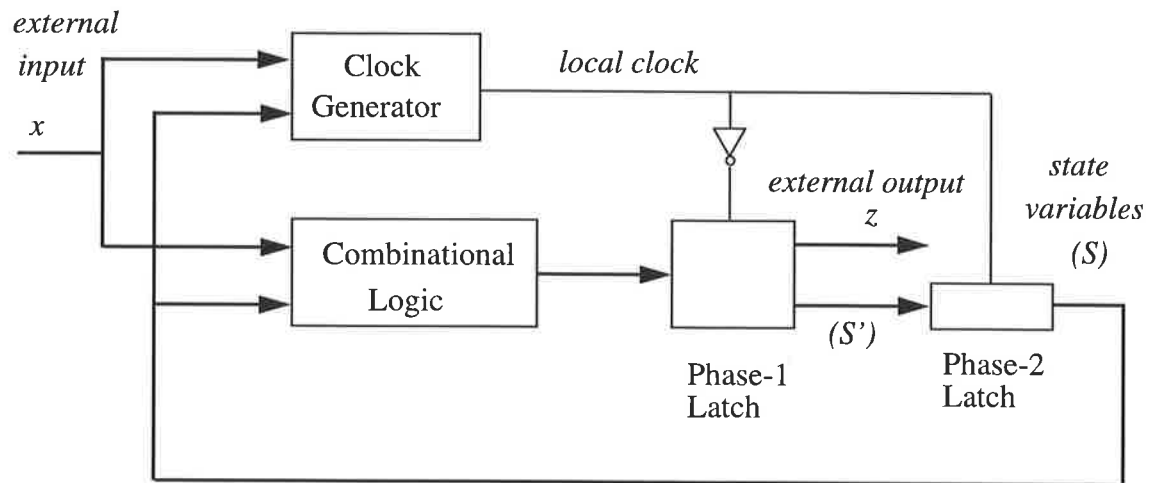 external
input
x
Clock
Generator
local clock
Combinational
Logic
external output
z
(S')
Phase-1
Latch
Phase-2
Latch
state
variables
(S)